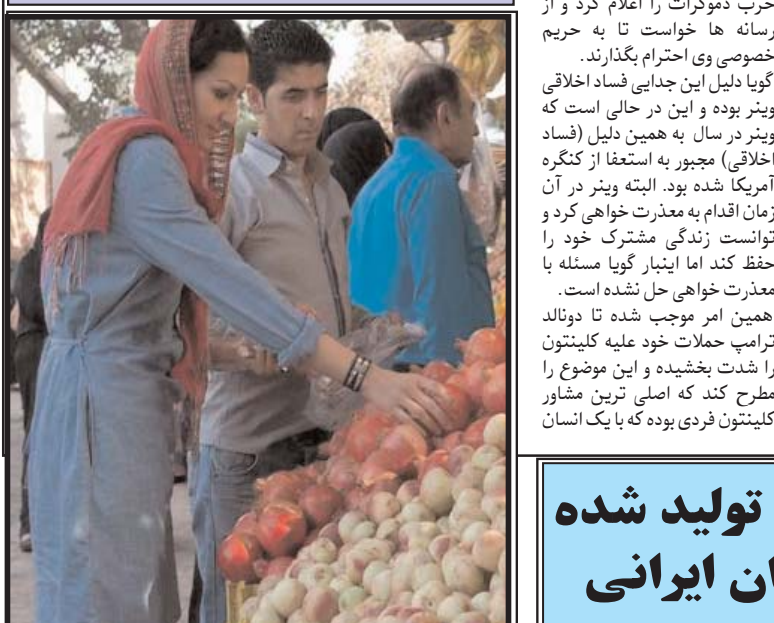 حزب دموکرات را اعلام کرد و از
رسانه ها خواست تا به حریم
خصوصی وی احترام بگذارند.
گویا دلیل این جدایی فساد اخلاقی
وینر بوده و این در حالی است که
وینر در سال به همین دلیل (فساد
اخلاقی) مجبور به استعفا از کنگره
آمریکا شده بود. البته وینر در آن
زمان اقدام به معذرت خواهی کرد و
توانست زندگی مشترک خود را
حفظ کند اما اینبار گویا مسئله با
معذرت خواهی حل نشده است.
همین امر موجب شده تا دونالد
ترامپ حملات خود علیه کلینتون
را شدت بخشیده و این موضوع را
مطرح کند که اصلی ترین مشاور
کلینتون فردی بوده که با یک انسان
تولید شده
ان ایرانی